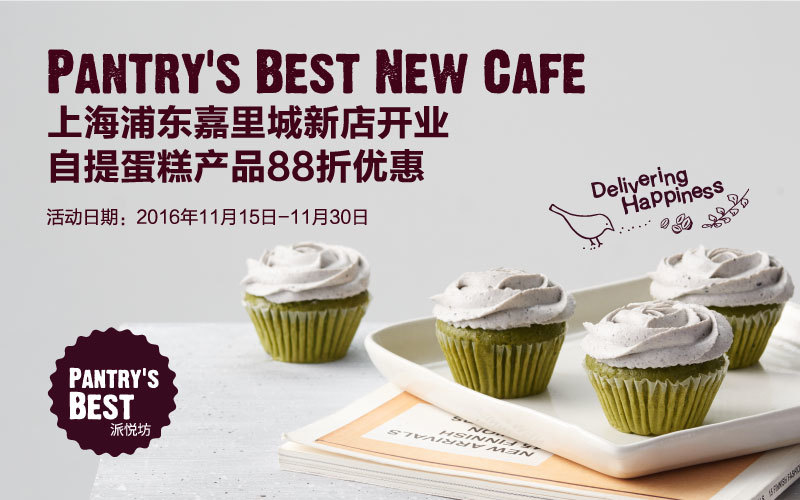 PANTRY'S BEST NEW CAFE
上海浦东嘉里城新店开业
自提蛋糕产品88折优惠
活动日期：2016年11月15日-11月30日
Delivering
HaPPiness
PANTRY'S
BEST
派悦坊
NEW ARRIVALS
FINNISH